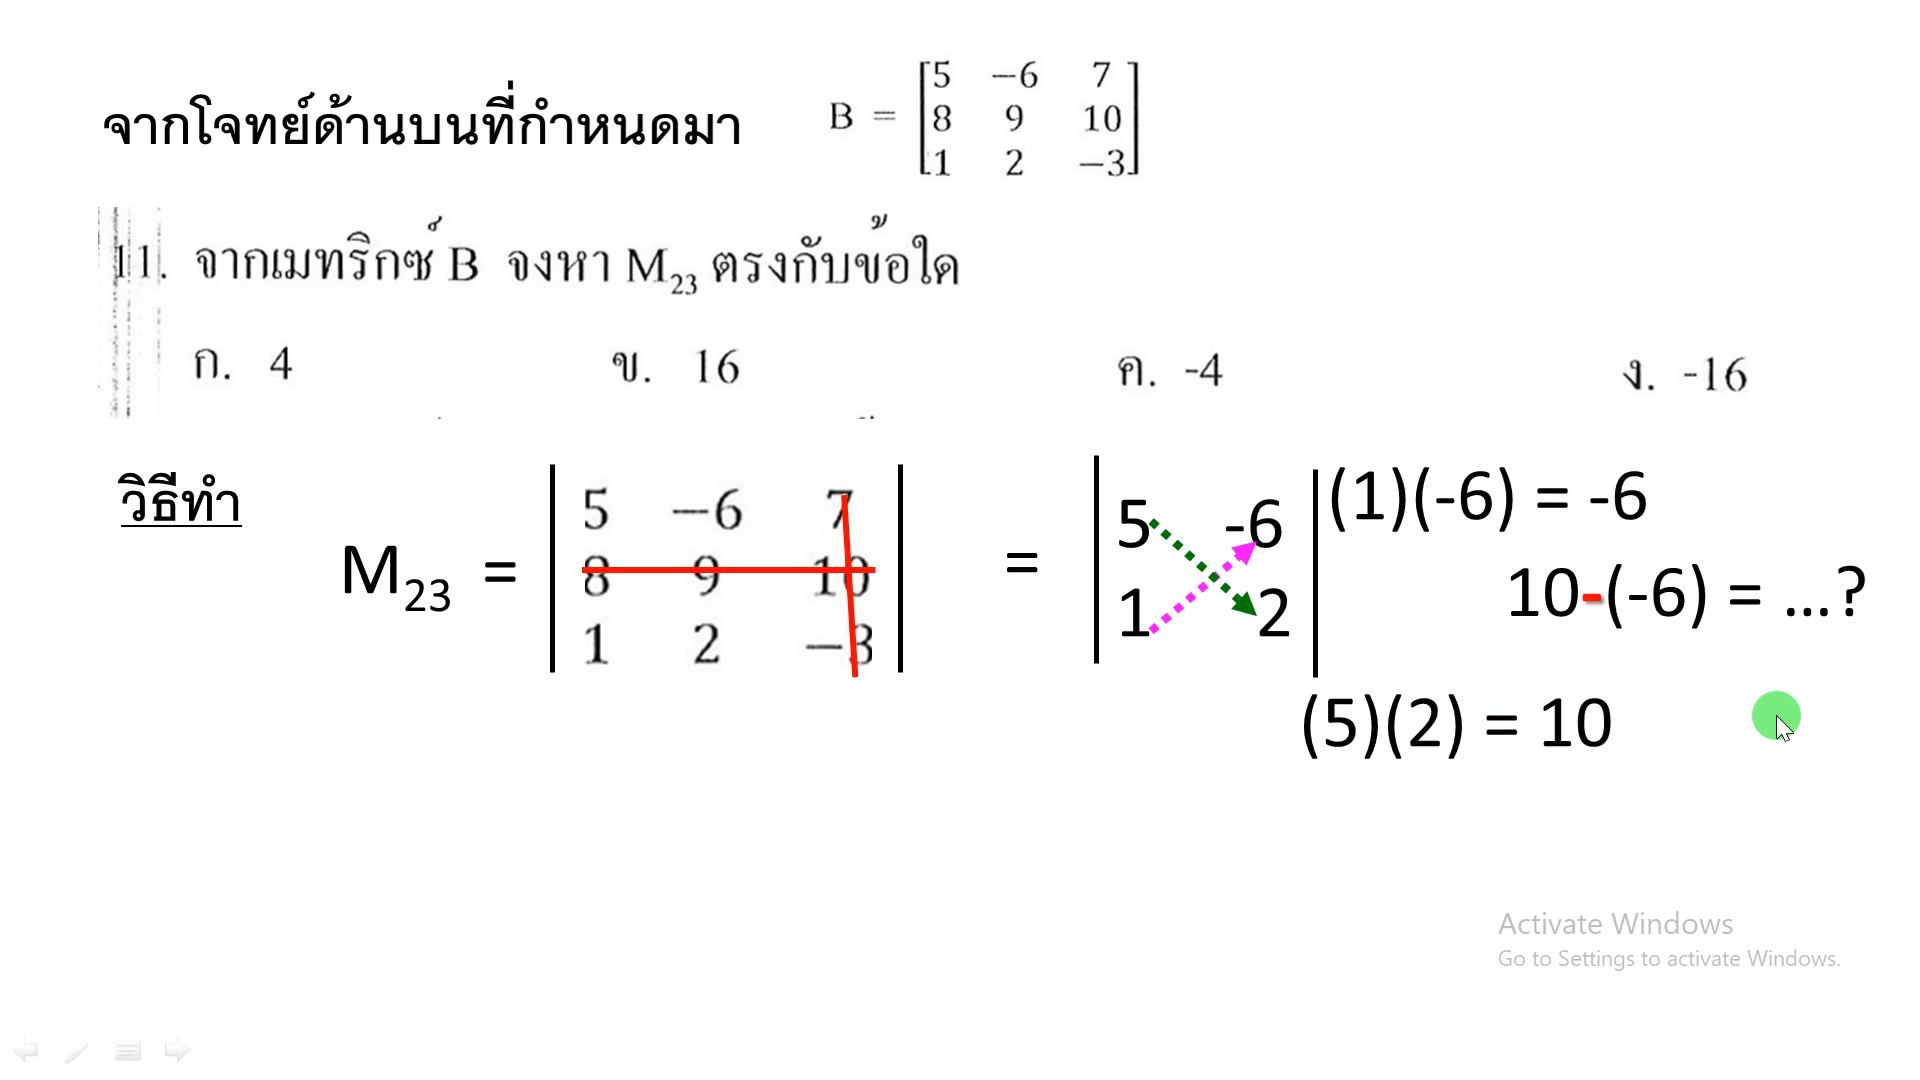 จากโจทย์ด้านบนที่กำหนดมา
B = [5 −6 7
8 9 10
1 2 −3]
11. จากเมทริกซ์ B จงหา M₂₃ ตรงกับข้อใด
ก. 4 ข. 16 ค. -4 ง. -16
วิธีทำ
M₂₃ = | 5 −6 7 | = | 5 -6 |
8 9 10
1 2 −3
1 2
(1)(-6) = -6
10-(-6) = ...?
(5)(2) = 10
Activate Windows
Go to Settings to activate Windows.